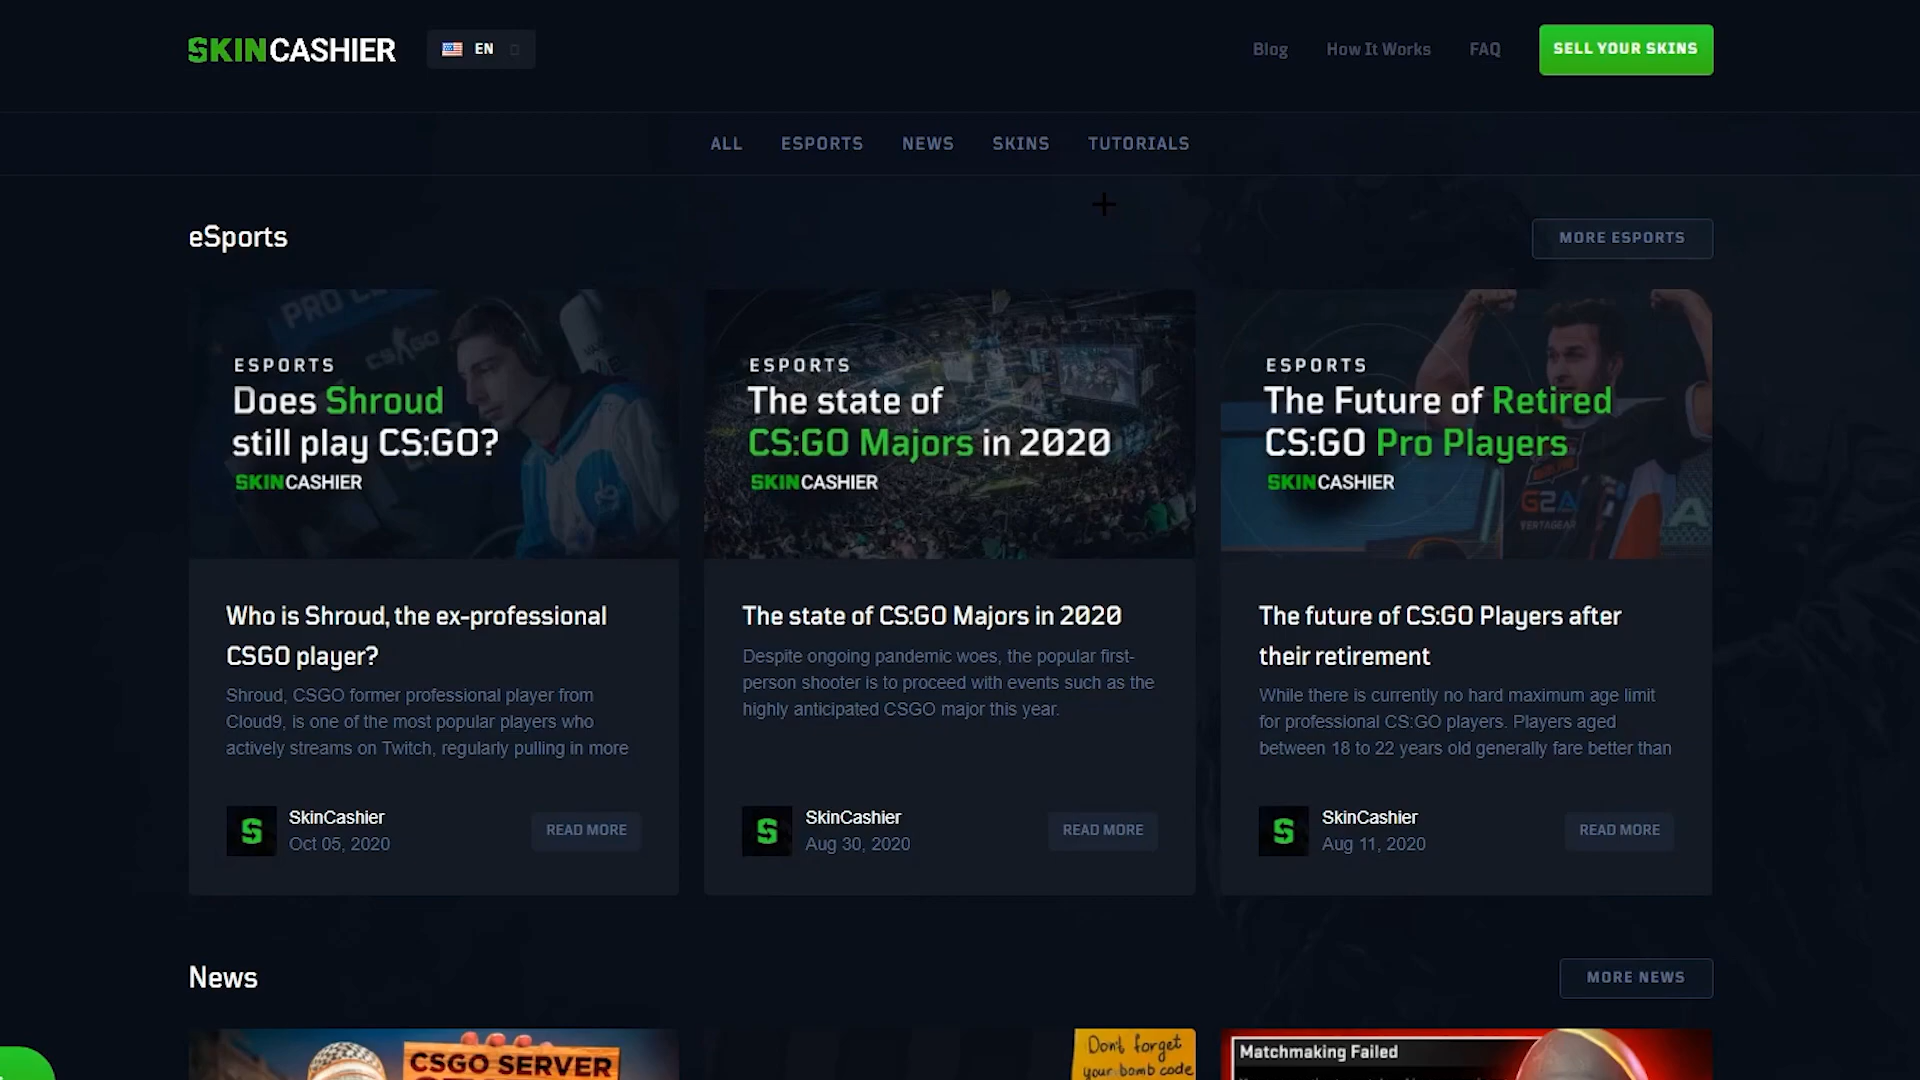 SKINCASHIER
EN
Blog
How It Works
FAQ
SELL YOUR SKINS
ALL
ESPORTS
NEWS
SKINS
TUTORIALS
eSports
MORE ESPORTS
PRO
CS:GO
ESPORTS
Does Shroud
still play CS:GO?
SKINCASHIER
ESPORTS
The state of
CS:GO Majors in 2020
SKINCASHIER
ESPORTS
The Future of Retired
CS:GO Pro Players
SKINCASHIER
G2A
VERTAGEAR
Who is Shroud, the ex-professional
CSGO player?
Shroud, CSGO former professional player from
Cloud9, is one of the most popular players who
actively streams on Twitch, regularly pulling in more
SkinCashier
Oct 05, 2020
READ MORE
The state of CS:GO Majors in 2020
Despite ongoing pandemic woes, the popular first-
person shooter is to proceed with events such as the
highly anticipated CSGO major this year.
SkinCashier
Aug 30, 2020
READ MORE
The future of CS:GO Players after
their retirement
While there is currently no hard maximum age limit
for professional CS:GO players. Players aged
between 18 to 22 years old generally fare better than
SkinCashier
Aug 11, 2020
READ MORE
News
MORE NEWS
CSGO SERVER
Don't forget
your bomb code
Matchmaking Failed